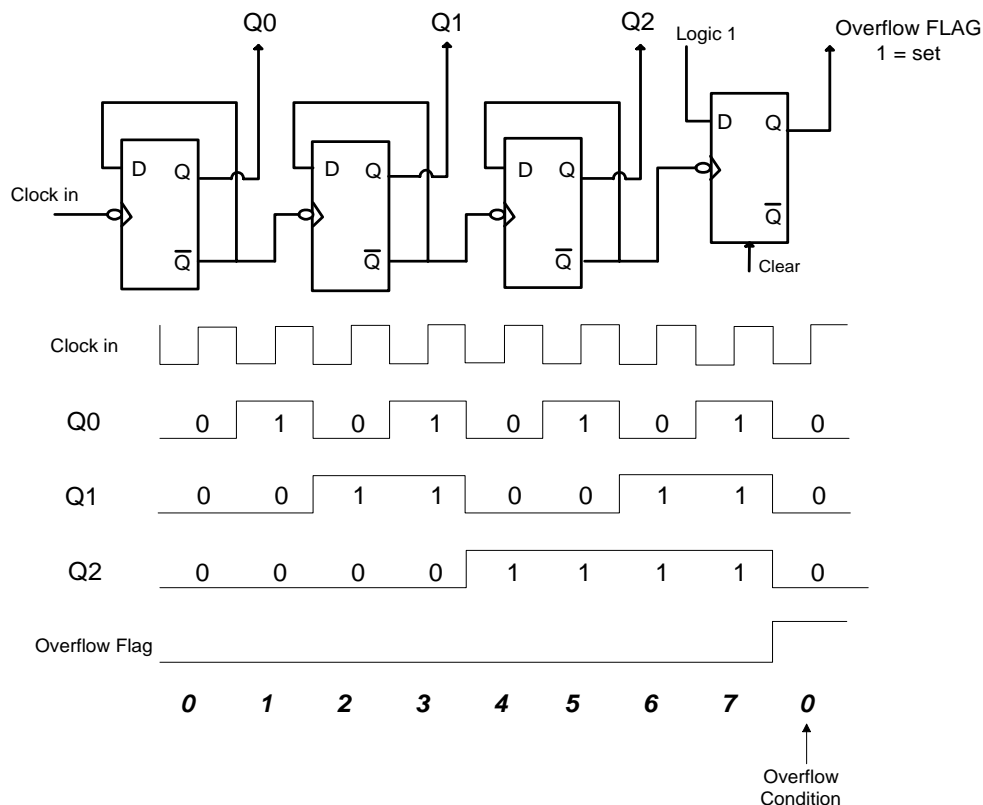 Q0 Q1 Q2 Overflow FLAG
1 = set
Logic 1
D Q D Q D Q D Q
Clock in
Q̅ Q̅ Q̅ Q̅
Clear
Clock in
Q0 0 1 0 1 0 1 0 1 0
Q1 0 0 1 1 0 0 1 1 0
Q2 0 0 0 0 1 1 1 1 0
Overflow Flag
0 1 2 3 4 5 6 7 0
Overflow
Condition